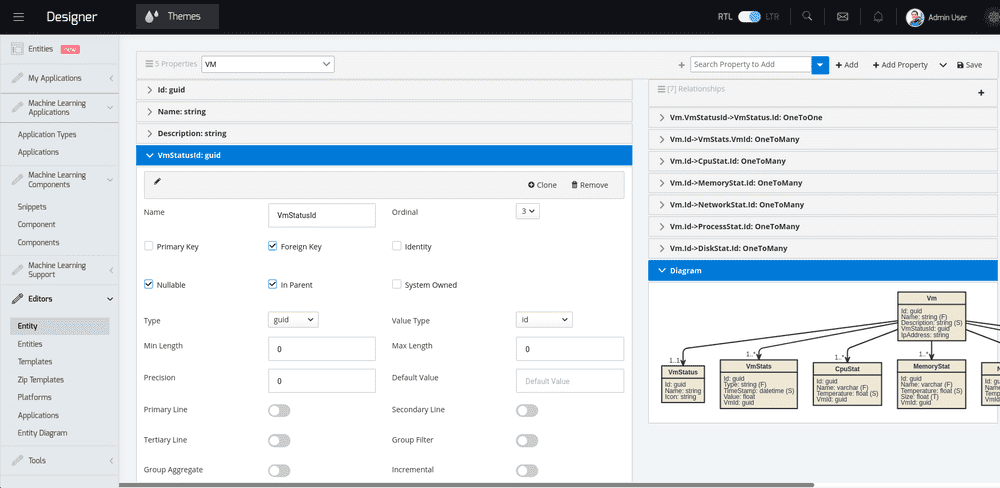 Designer
Themes
RTL LTR
Admin User
Entities new
My Applications
Machine Learning
Applications
Application Types
Applications
Machine Learning
Components
Snippets
Component
Components
Machine Learning
Support
Editors
Entity
Entities
Templates
Zip Templates
Platforms
Applications
Entity Diagram
Tools
5 Properties VM
Search Property to Add Add Add Property Save
Id: guid
Name: string
Description: string
VmStatusId: guid
Clone Remove
Name VmStatusId Ordinal 3
Primary Key Foreign Key Identity
Nullable In Parent System Owned
Type guid Value Type id
Min Length 0 Max Length 0
Precision 0 Default Value Default Value
Primary Line Secondary Line
Tertiary Line Group Filter
Group Aggregate Incremental
[7] Relationships
Vm.VmStatusId->VmStatus.Id: OneToOne
Vm.Id->VmStats.VmId: OneToMany
Vm.Id->CpuStat.Id: OneToMany
Vm.Id->MemoryStat.Id: OneToMany
Vm.Id->NetworkStat.Id: OneToMany
Vm.Id->ProcessStat.Id: OneToMany
Vm.Id->DiskStat.Id: OneToMany
Diagram
Vm
Id: guid
Name: string (F)
Description: string (S)
VmStatusId: guid
IpAddress: string
1..1 1..* 1..* 1..*
VmStatus
Id: guid
Name: string
Icon: string
VmStats
Id: guid
Type: string (F)
TimeStamp: datetime (S)
Value: float
VmId: guid
CpuStat
Id: guid
Name: varchar (F)
Temperature: float (S)
VmId: guid
MemoryStat
Id: guid
Name: varchar (F)
Temperature: float (S)
Size: float (T)
VmId: guid